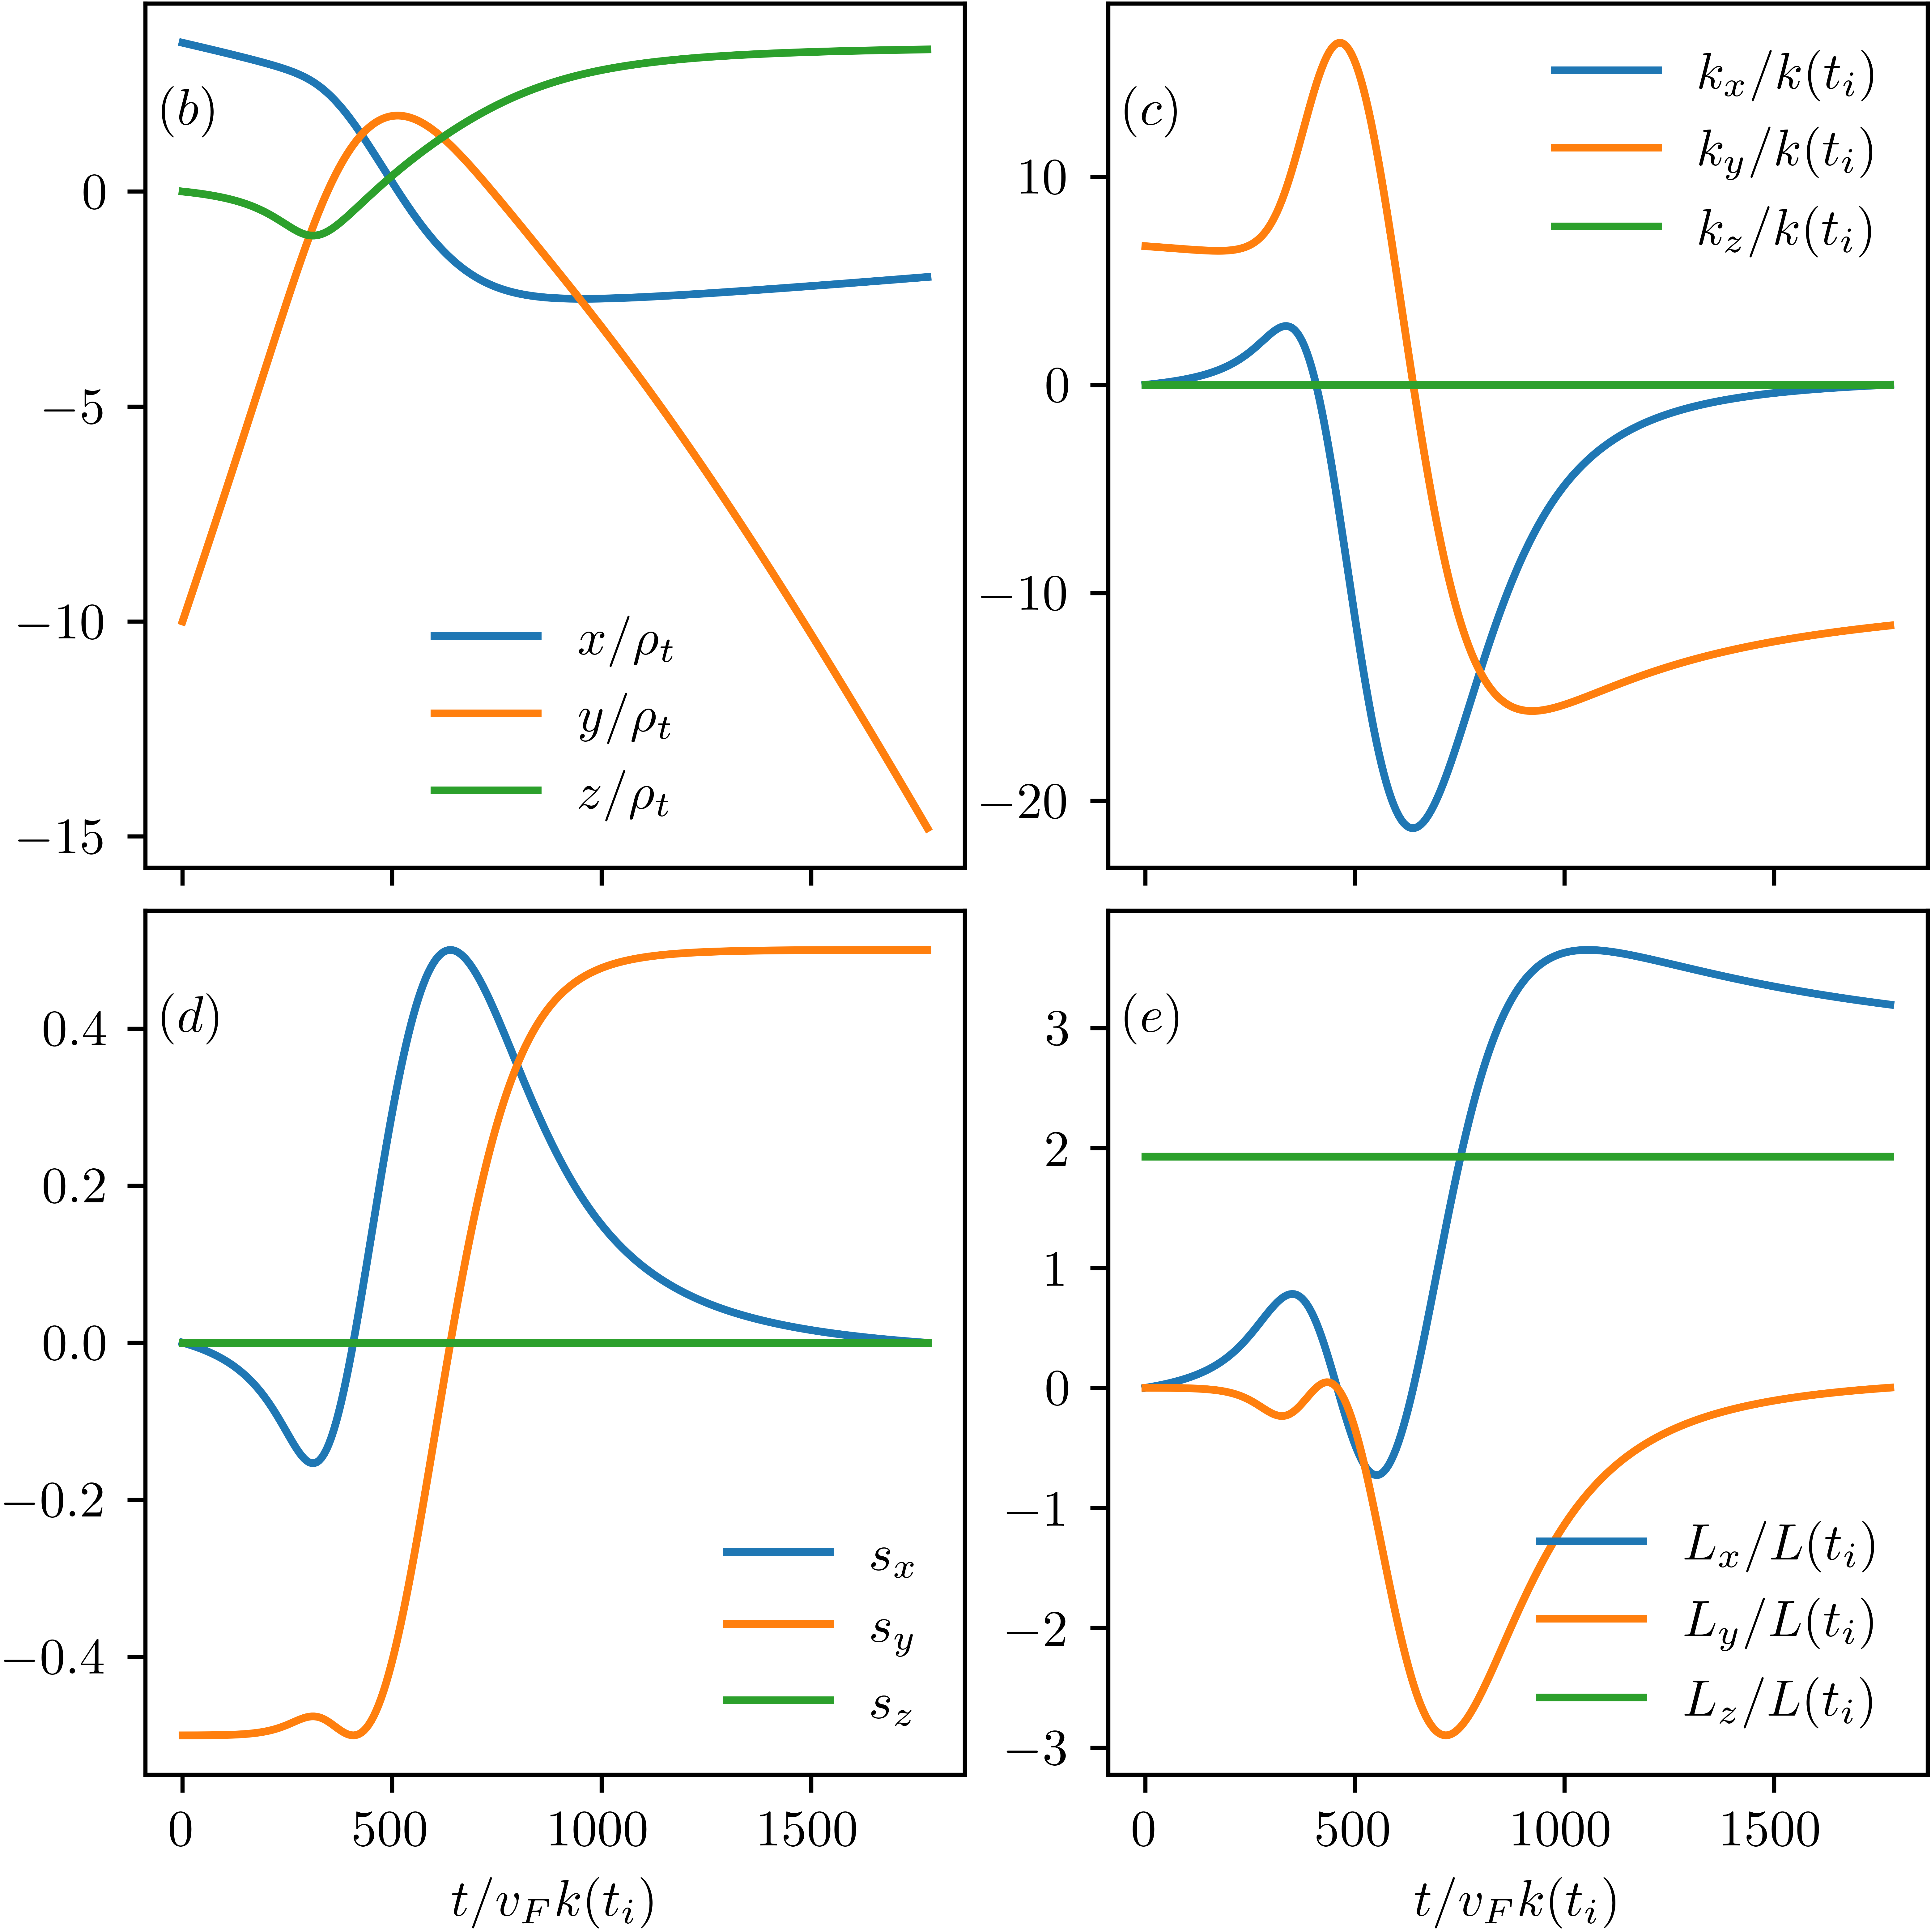 (b)
0
−5
−10
−15
x/ρ_t
y/ρ_t
z/ρ_t
(c)
10
0
−10
−20
k_x/k(t_i)
k_y/k(t_i)
k_z/k(t_i)
(d)
0.4
0.2
0.0
−0.2
−0.4
s_x
s_y
s_z
0
500
1000
1500
t/v_F k(t_i)
(e)
3
2
1
0
−1
−2
−3
L_x/L(t_i)
L_y/L(t_i)
L_z/L(t_i)
0
500
1000
1500
t/v_F k(t_i)